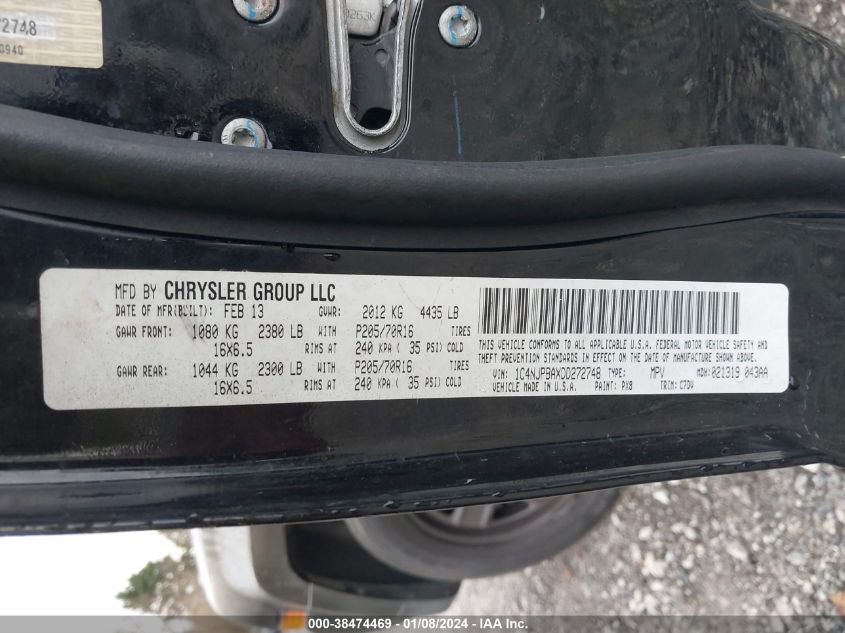 72748
0940
0263K
MFD BY CHRYSLER GROUP LLC
DATE OF MFR(BUILT): FEB 13 GVWR: 2012 KG 4435 LB
GAWR FRONT: 1080 KG 2380 LB WITH P205/70R16 TIRES
16X6.5 RIMS AT 240 KPA ( 35 PSI) COLD
GAWR REAR: 1044 KG 2300 LB WITH P205/70R16 TIRES
16X6.5 RIMS AT 240 KPA ( 35 PSI) COLD
THIS VEHICLE CONFORMS TO ALL APPLICABLE U.S.A. FEDERAL MOTOR VEHICLE SAFETY AND
THEFT PREVENTION STANDARDS IN EFFECT ON THE DATE OF MANUFACTURE SHOWN ABOVE.
VIN: 1C4NJPBAXDD272748 TYPE: MPV MDH: 021319 043AA
VEHICLE MADE IN U.S.A. PAINT: PX8 TRIM: C7DV
000-38474469 - 01/08/2024 - IAA Inc.